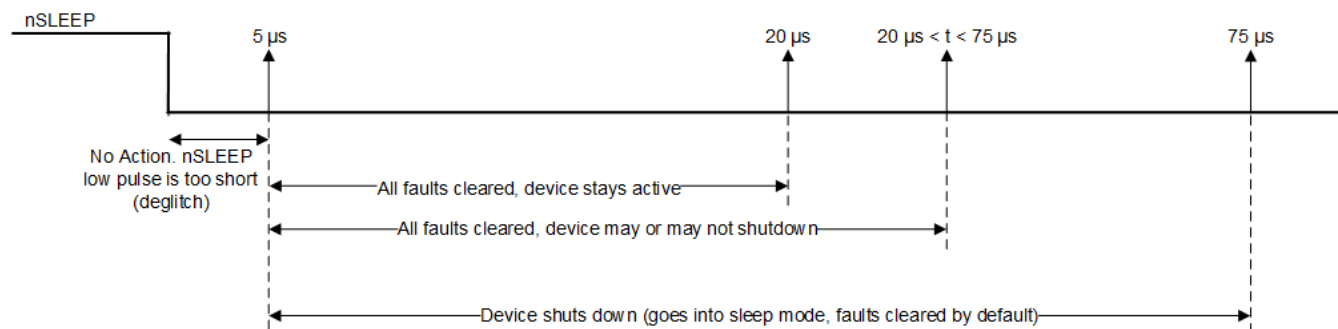 nSLEEP
5 µs
20 µs
20 µs < t < 75 µs
75 µs
No Action. nSLEEP
low pulse is too short
(deglitch)
All faults cleared, device stays active
All faults cleared, device may or may not shutdown
Device shuts down (goes into sleep mode, faults cleared by default)